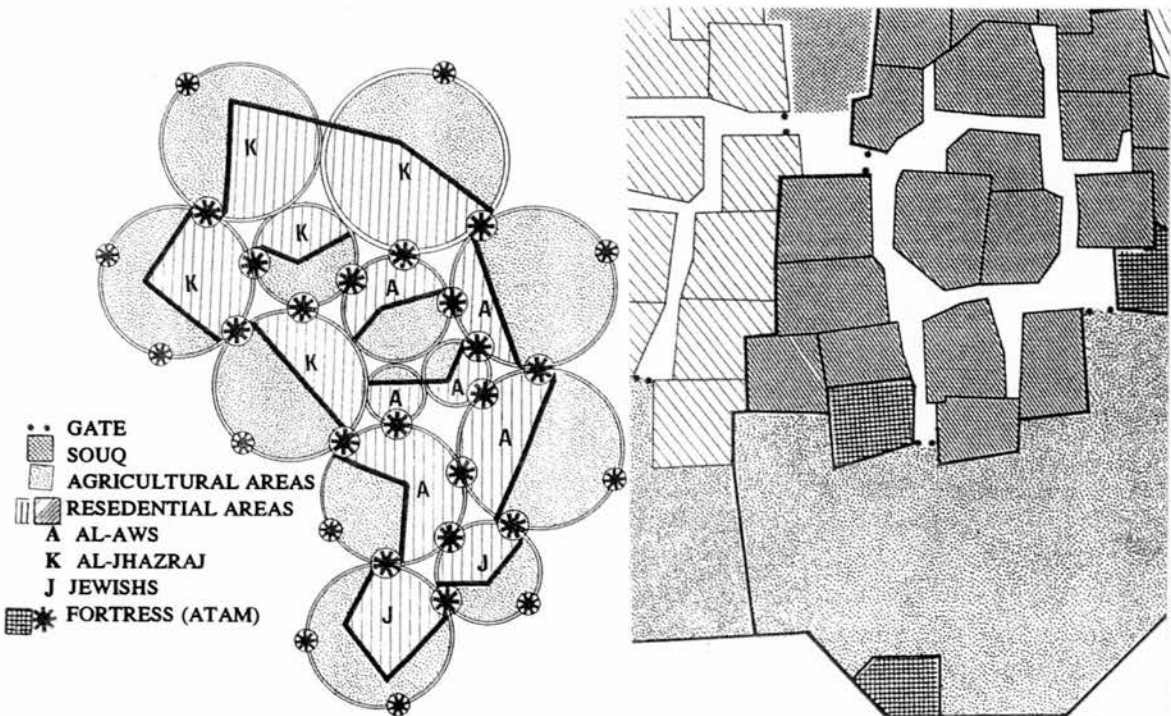 K
K
K
K
A
A
K
A
A
A
A
J
J
GATE
SOUQ
AGRICULTURAL AREAS
RESEDENTIAL AREAS
A AL-AWS
K AL-JHAZRAJ
J JEWISHS
FORTRESS (ATAM)